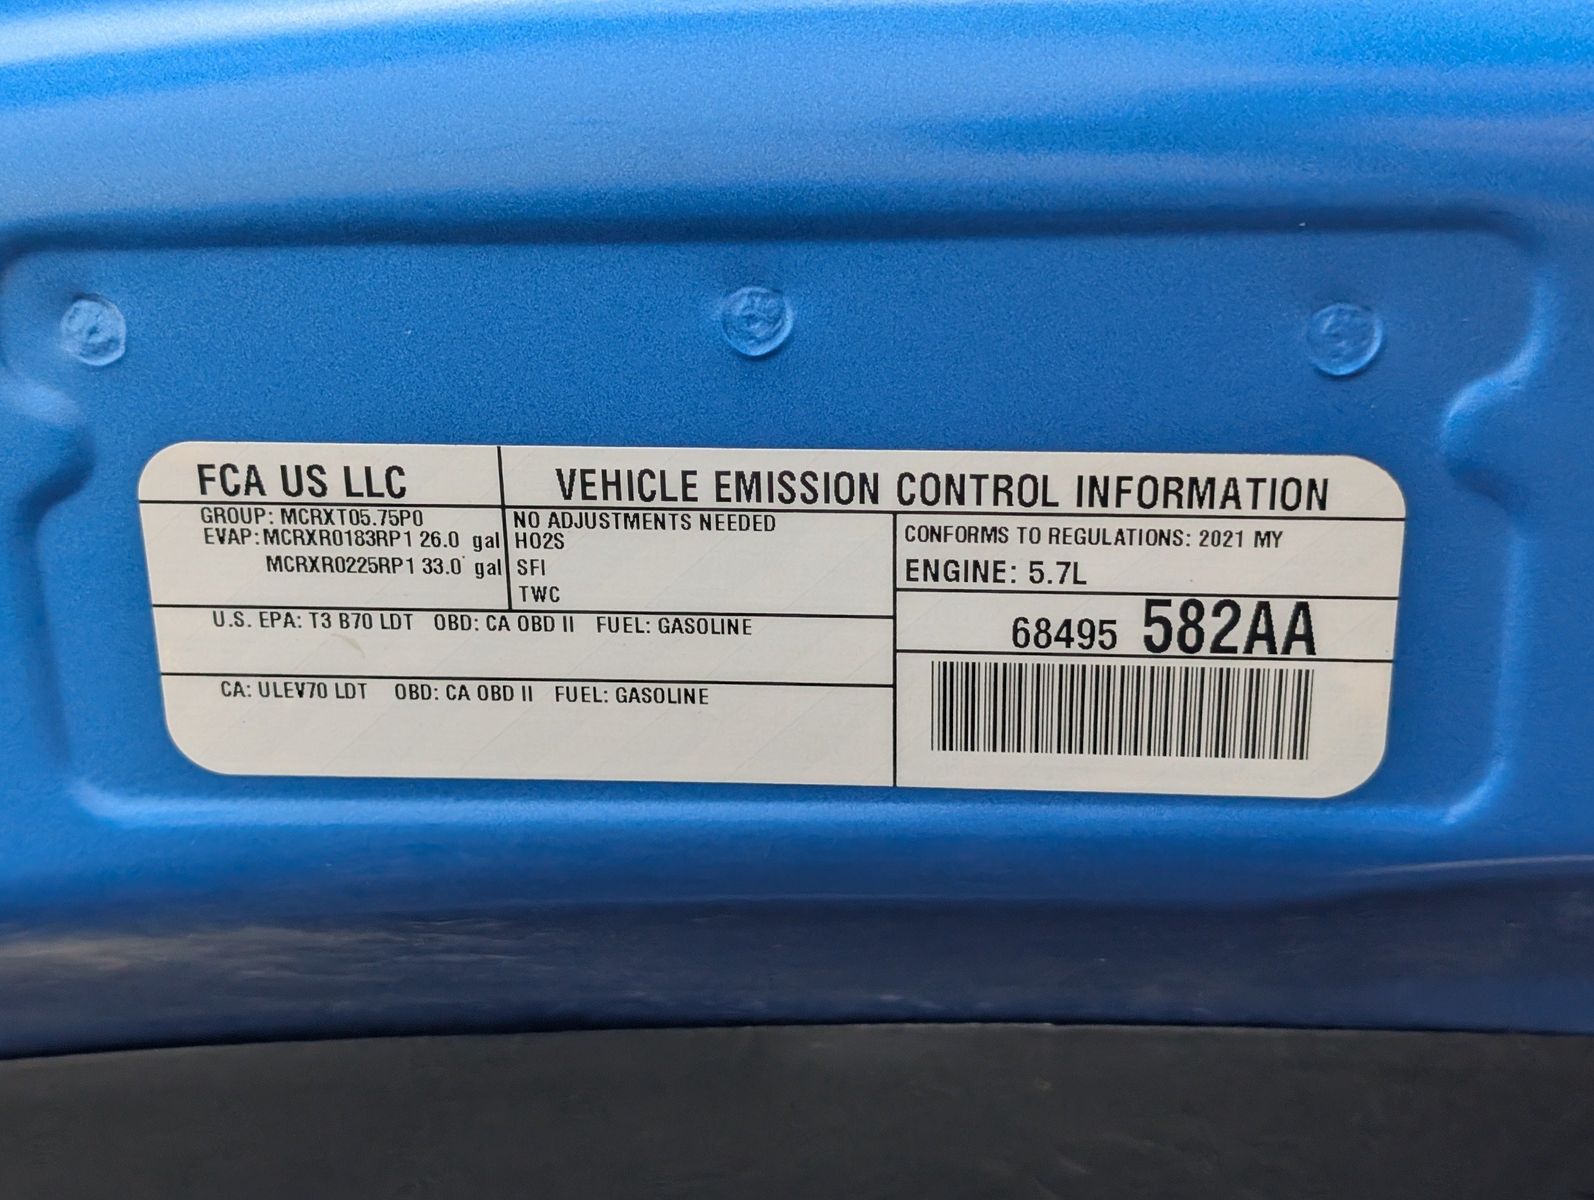 FCA US LLC
VEHICLE EMISSION CONTROL INFORMATION
GROUP: MCRXT05.75P0
EVAP: MCRXR0183RP1 26.0 gal
MCRXR0225RP1 33.0 gal
NO ADJUSTMENTS NEEDED
HO2S
SFI
TWC
CONFORMS TO REGULATIONS: 2021 MY
ENGINE: 5.7L
68495 582AA
U.S. EPA: T3 B70 LDT OBD: CA OBD II FUEL: GASOLINE
CA: ULEV70 LDT OBD: CA OBD II FUEL: GASOLINE